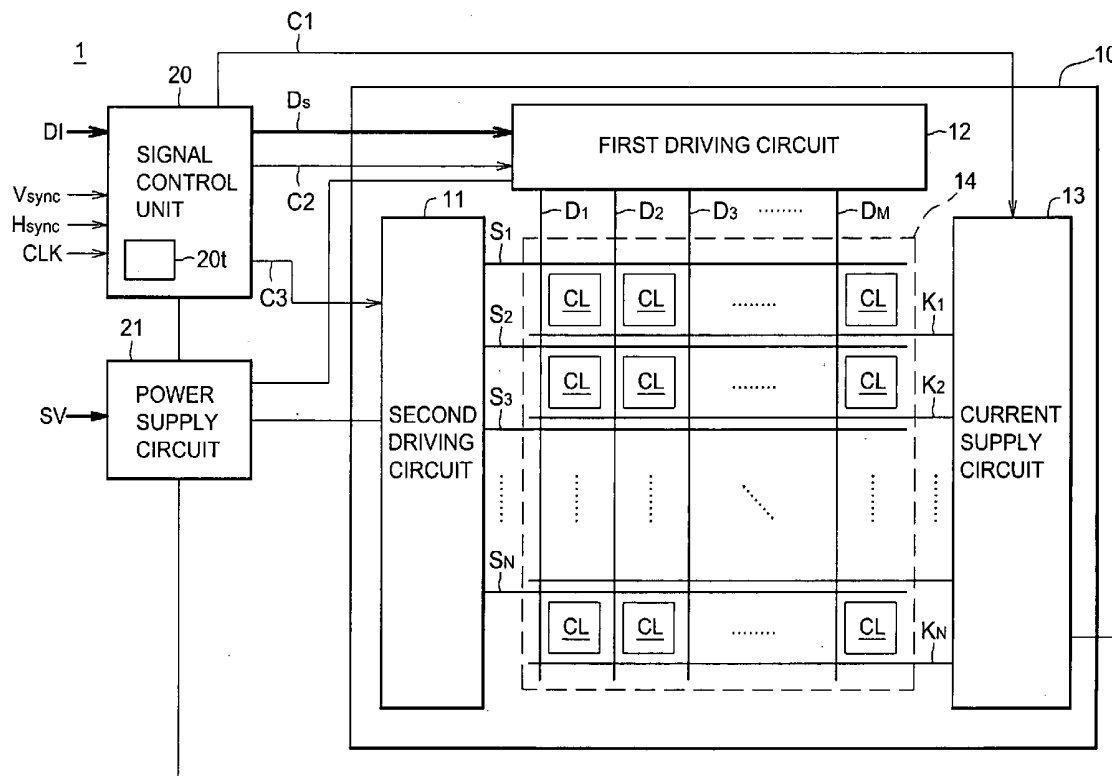 C1
10
1
20
Ds
DI
FIRST DRIVING CIRCUIT
12
SIGNAL
CONTROL
UNIT
C2
Vsync
11
D1 D2 D3 ........ DM
14
13
Hsync
S1
CLK
20t
C3
CL CL ........ CL
K1
S2
21
CL CL ........ CL
K2
POWER
SUPPLY
CIRCUIT
SV
S3
SECOND
DRIVING
CIRCUIT
CURRENT
SUPPLY
CIRCUIT
SN
CL CL ........ CL
KN